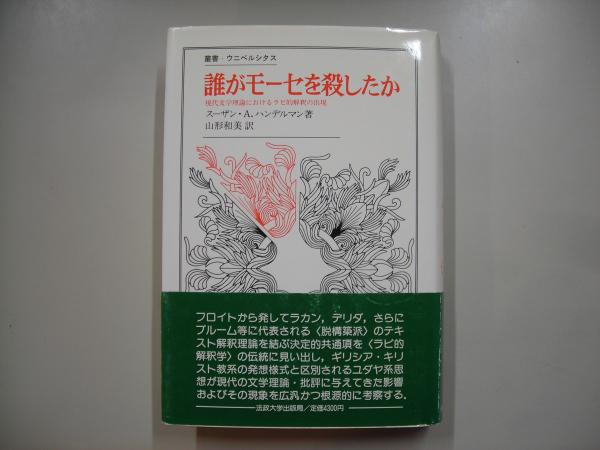 叢書・ウニベルシタス
誰がモーセを殺したか
現代文学理論におけるラビ的解釈の出現
スーザン・A.ハンデルマン著
山形和美 訳
フロイトから発してラカン，デリダ，さらに
ブルーム等に代表される〈脱構築派〉のテキ
スト解釈理論を結ぶ決定的共通項を〈ラビ的
解釈学〉の伝統に見い出し，ギリシア・キリ
スト教系の発想様式と区別されるユダヤ系思
想が現代の文学理論・批評に与えてきた影響
およびその現象を広汎かつ根源的に考察する．
法政大学出版局／定価4300円